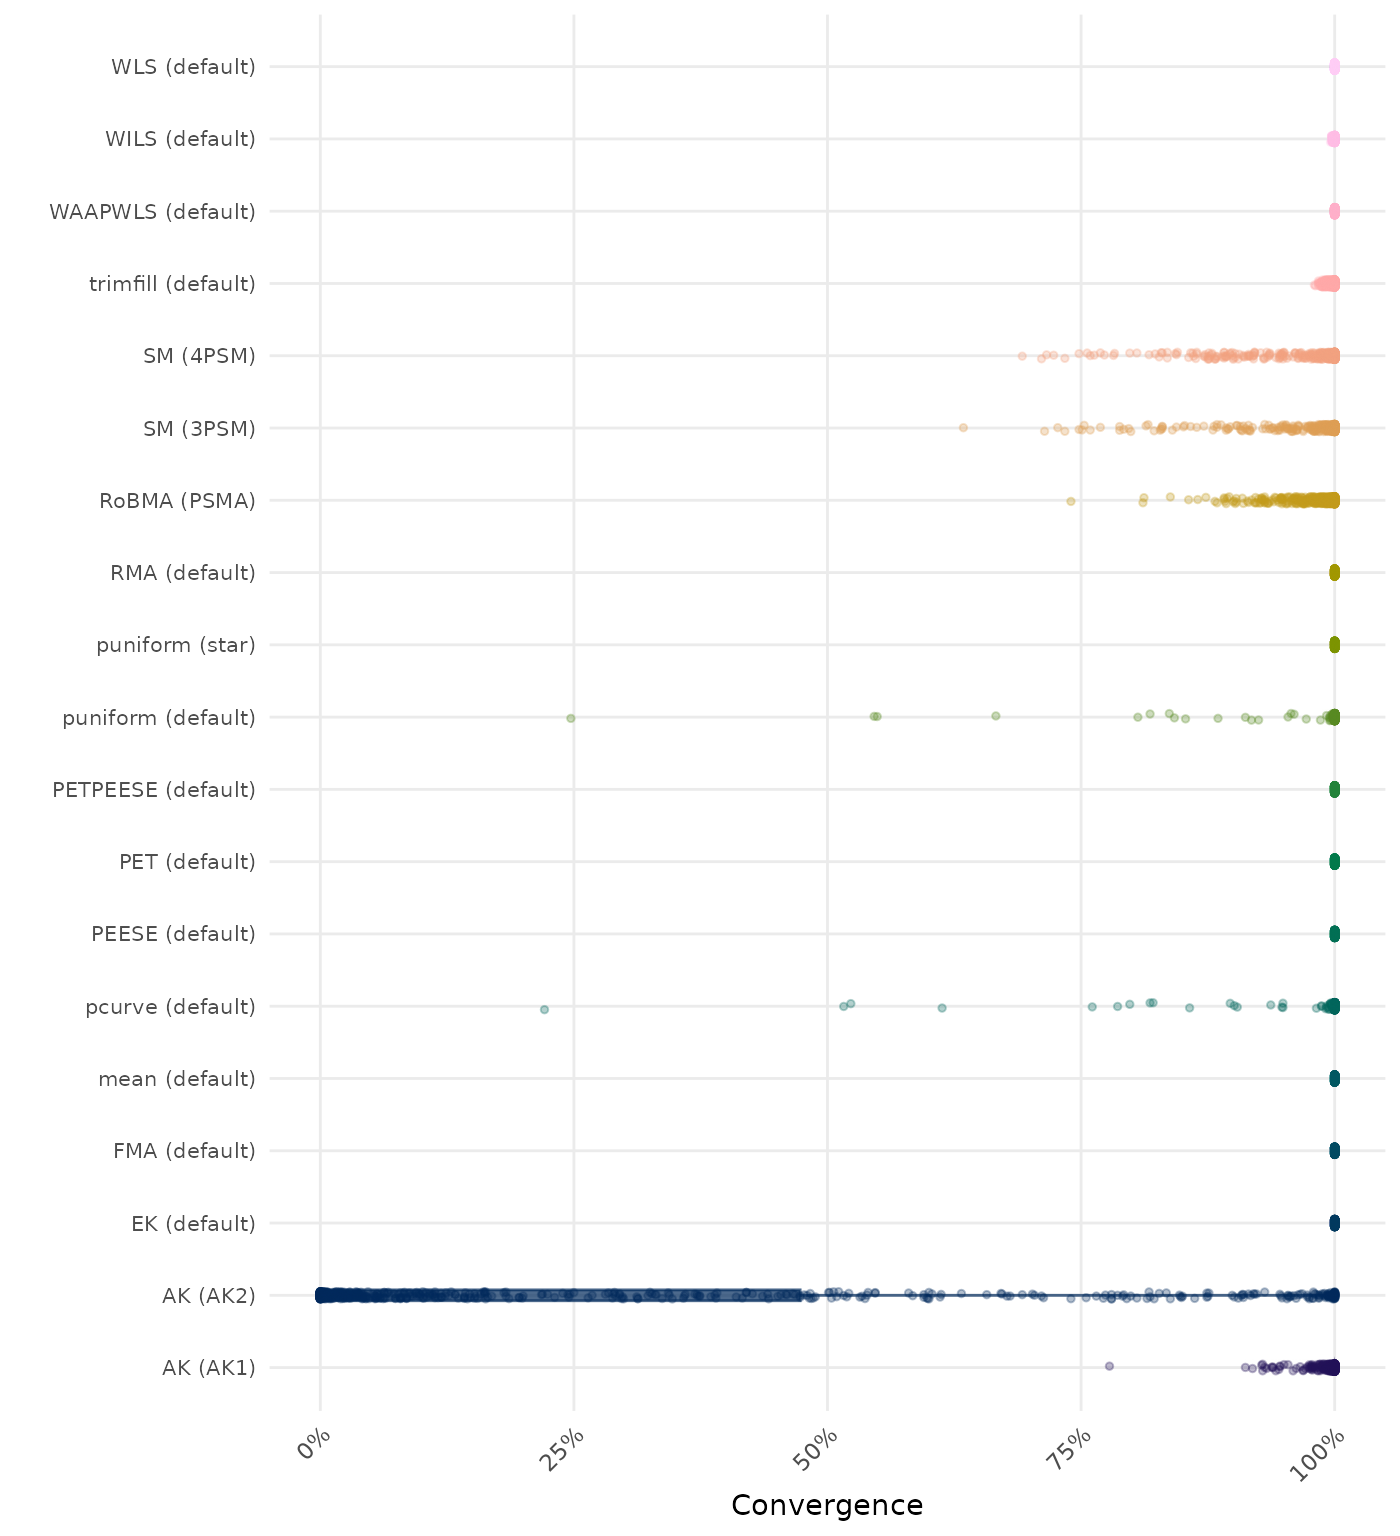 WLS (default)
WILS (default)
WAAPWLS (default)
trimfill (default)
SM (4PSM)
SM (3PSM)
RoBMA (PSMA)
RMA (default)
puniform (star)
puniform (default)
PETPEESE (default)
PET (default)
PEESE (default)
pcurve (default)
mean (default)
FMA (default)
EK (default)
AK (AK2)
AK (AK1)
0% 25% 50% 75% 100%
Convergence